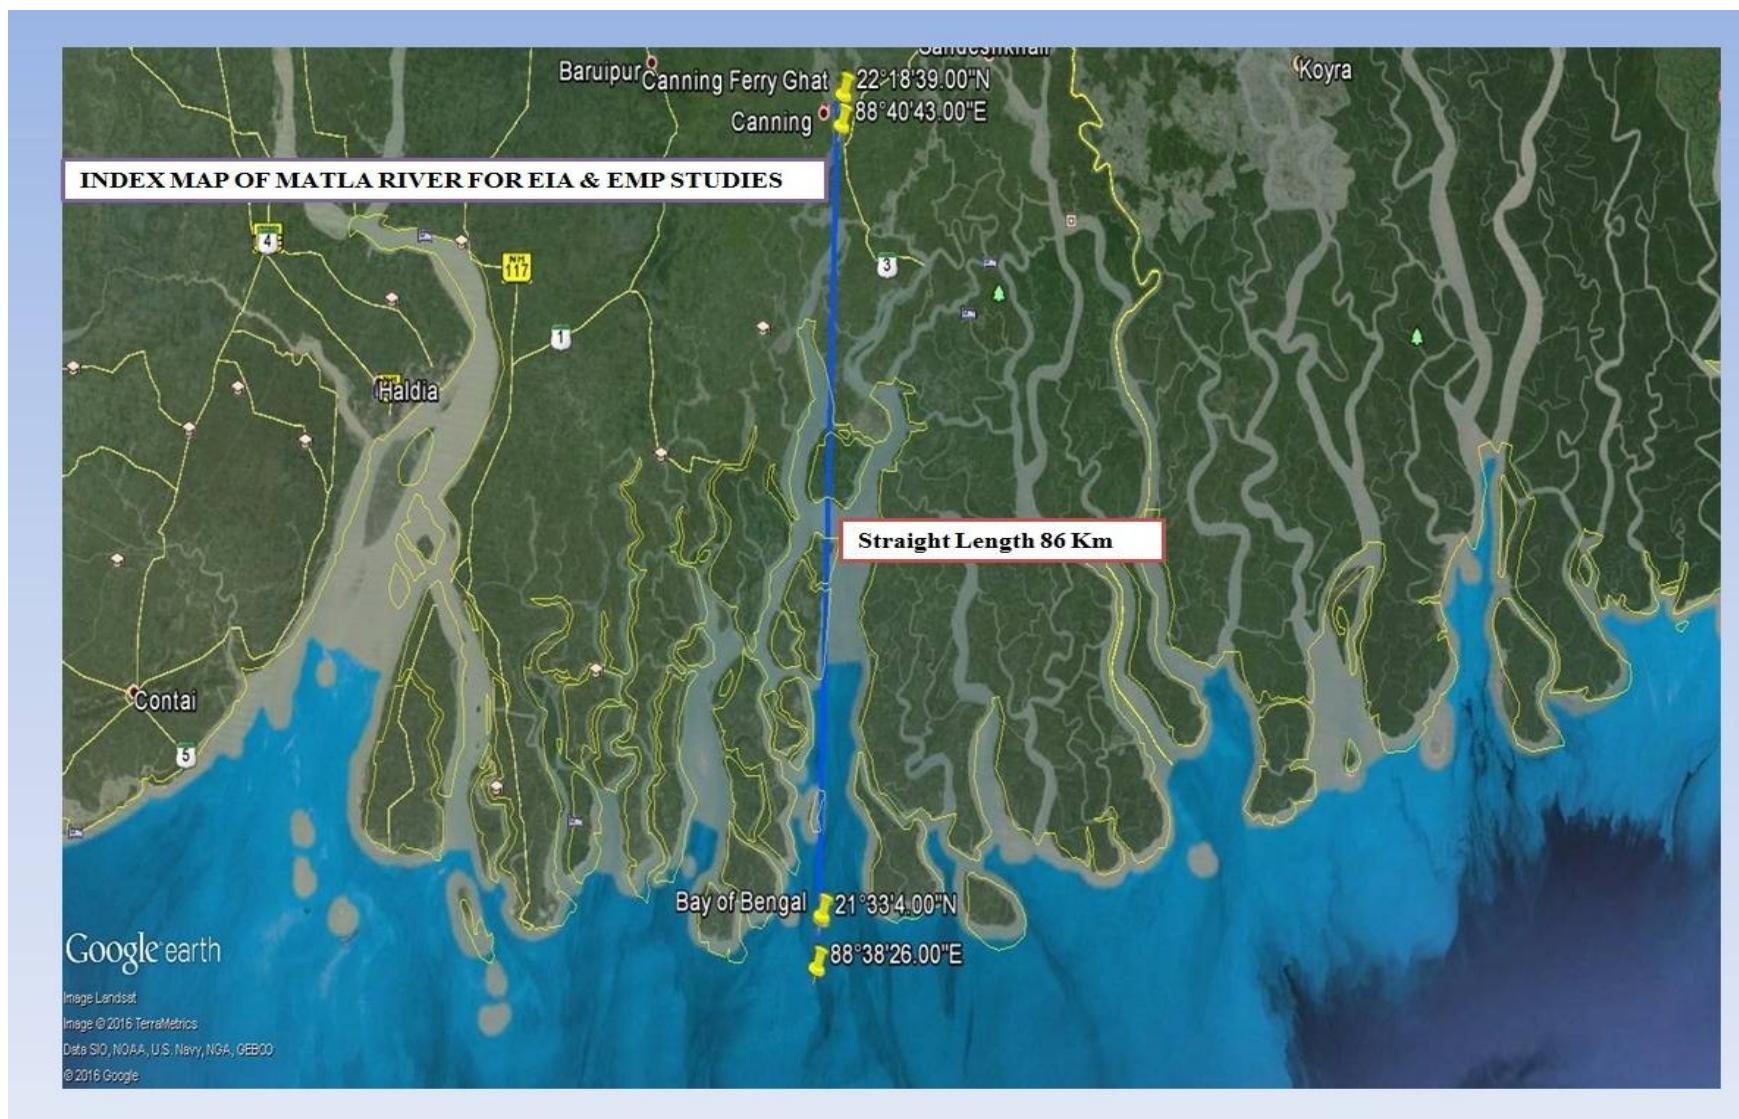 Sandeshkhali
Baruipur
Canning Ferry Ghat
22°18'39.00"N
Koyra
Canning
88°40'43.00"E
INDEX MAP OF MATLA RIVER FOR EIA & EMP STUDIES
4
NH
117
3
1
Haldia
Straight Length 86 Km
Contai
5
Bay of Bengal
21°33'4.00"N
88°38'26.00"E
Google earth
Image Landsat
Image © 2016 TerraMetrics
Data SIO, NOAA, U.S. Navy, NGA, GEBCO
© 2016 Google